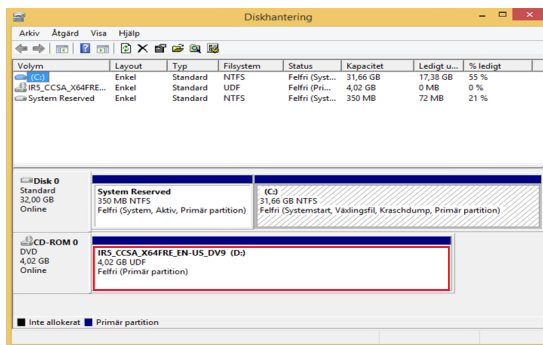 Diskhantering
Arkiv Åtgärd Visa Hjälp
Volym Layout Typ Filsystem Status Kapacitet Ledigt u... % ledigt
(C:) Enkel Standard NTFS Felfri (Syst... 31,66 GB 17,38 GB 55 %
IR5_CCSA_X64FRE... Enkel Standard UDF Felfri (Pri... 4,02 GB 0 MB 0 %
System Reserved Enkel Standard NTFS Felfri (Syst... 350 MB 72 MB 21 %
Disk 0
Standard
32,00 GB
Online
System Reserved
350 MB NTFS
Felfri (System, Aktiv, Primär partition)
(C:)
31,66 GB NTFS
Felfri (Systemstart, Växlingsfil, Kraschdump, Primär partition)
CD-ROM 0
DVD
4,02 GB
Online
IR5_CCSA_X64FRE_EN-US_DV9 (D:)
4,02 GB UDF
Felfri (Primär partition)
Inte allokerat Primär partition